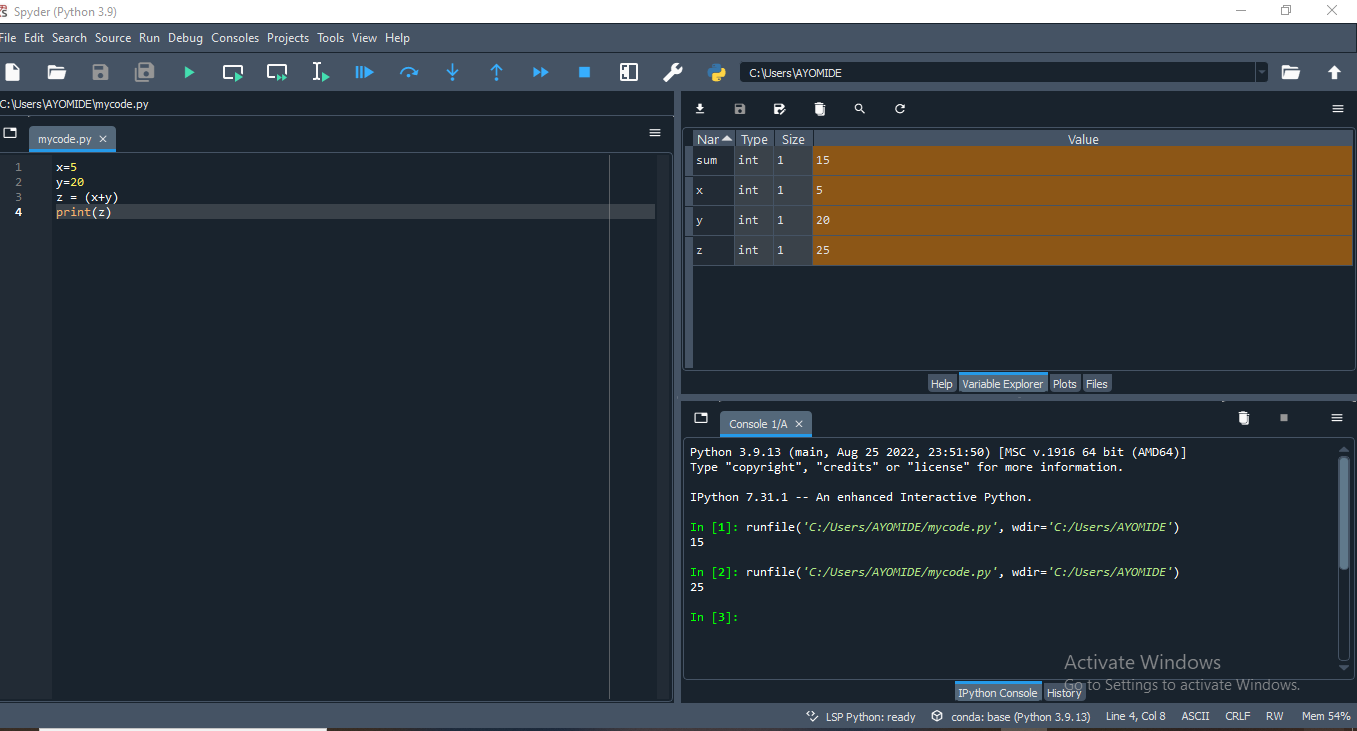 Spyder (Python 3.9)
File Edit Search Source Run Debug Consoles Projects Tools View Help
C:\Users\AYOMIDE
C:\Users\AYOMIDE\mycode.py
mycode.py
1 x=5
2 y=20
3 z = (x+y)
4 print(z)
Nar Type Size Value
sum int 1 15
x int 1 5
y int 1 20
z int 1 25
Help Variable Explorer Plots Files
Console 1/A
Python 3.9.13 (main, Aug 25 2022, 23:51:50) [MSC v.1916 64 bit (AMD64)]
Type "copyright", "credits" or "license" for more information.
IPython 7.31.1 -- An enhanced Interactive Python.
In [1]: runfile('C:/Users/AYOMIDE/mycode.py', wdir='C:/Users/AYOMIDE')
15
In [2]: runfile('C:/Users/AYOMIDE/mycode.py', wdir='C:/Users/AYOMIDE')
25
In [3]:
Activate Windows
Go to Settings to activate Windows.
IPython Console History
LSP Python: ready conda: base (Python 3.9.13) Line 4, Col 8 ASCII CRLF RW Mem 54%